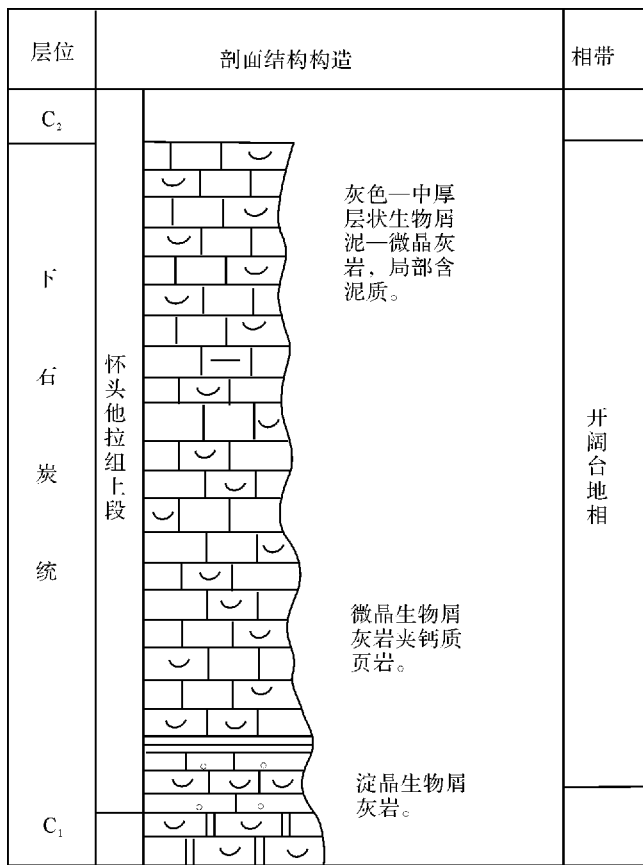 层位
剖面结构构造
相带
C₂
下
石
炭
统
C₁
怀头他拉组上段
灰色—中厚
层状生物屑
泥—微晶灰
岩，局部含
泥质。
微晶生物屑
灰岩夹钙质
页岩。
淀晶生物屑
灰岩。
开阔台地相